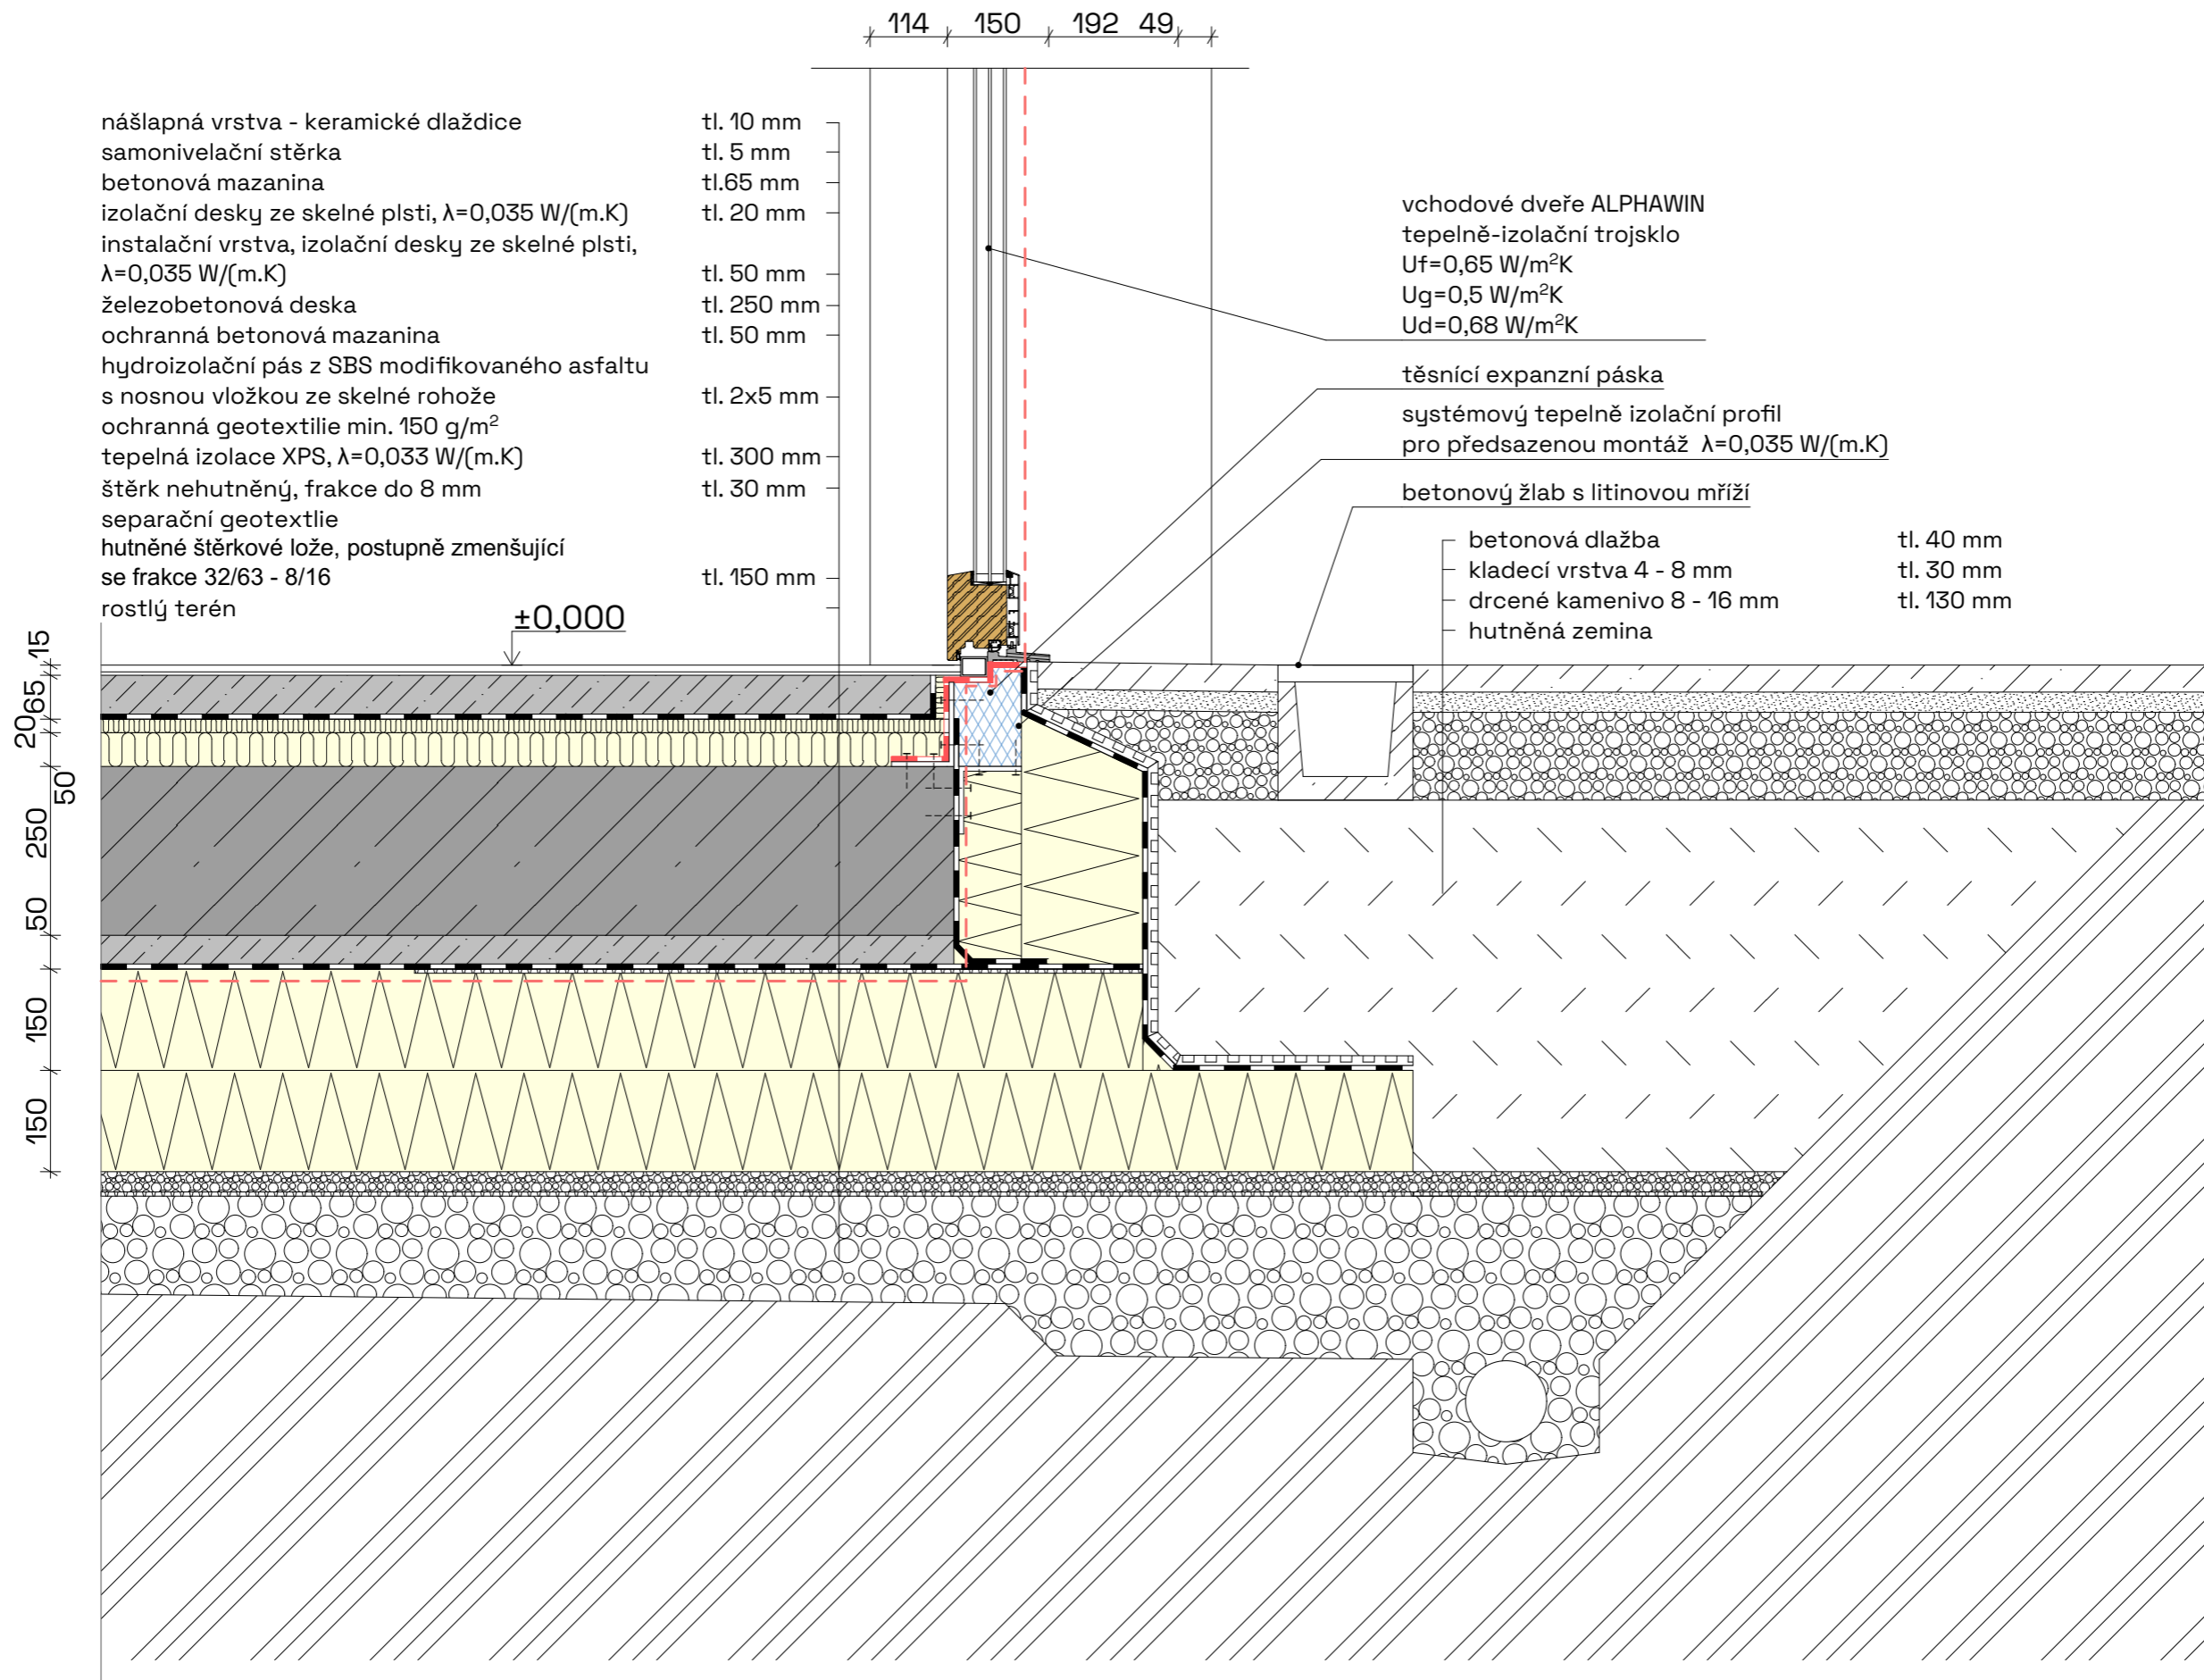 114 150 192 49
nášlapná vrstva - keramické dlaždice tl. 10 mm
samonivelační stěrka tl. 5 mm
betonová mazanina tl.65 mm
izolační desky ze skelné plsti, λ=0,035 W/(m.K) tl. 20 mm
instalační vrstva, izolační desky ze skelné plsti,
λ=0,035 W/(m.K) tl. 50 mm
železobetonová deska tl. 250 mm
ochranná betonová mazanina tl. 50 mm
hydroizolační pás z SBS modifikovaného asfaltu
s nosnou vložkou ze skelné rohože tl. 2x5 mm
ochranná geotextilie min. 150 g/m²
tepelná izolace XPS, λ=0,033 W/(m.K) tl. 300 mm
štěrk nehutněný, frakce do 8 mm tl. 30 mm
separační geotextlie
hutněné štěrkové lože, postupně zmenšující
se frakce 32/63 - 8/16 tl. 150 mm
rostlý terén
±0,000
vchodové dveře ALPHAWIN
tepelně-izolační trojsklo
Uf=0,65 W/m²K
Ug=0,5 W/m²K
Ud=0,68 W/m²K
těsnící expanzní páska
systémový tepelně izolační profil
pro předsazenou montáž λ=0,035 W/(m.K)
betonový žlab s litinovou mříží
betonová dlažba tl. 40 mm
kladecí vrstva 4 - 8 mm tl. 30 mm
drcené kamenivo 8 - 16 mm tl. 130 mm
hutněná zemina
15
65
20
50
250
50
150
150